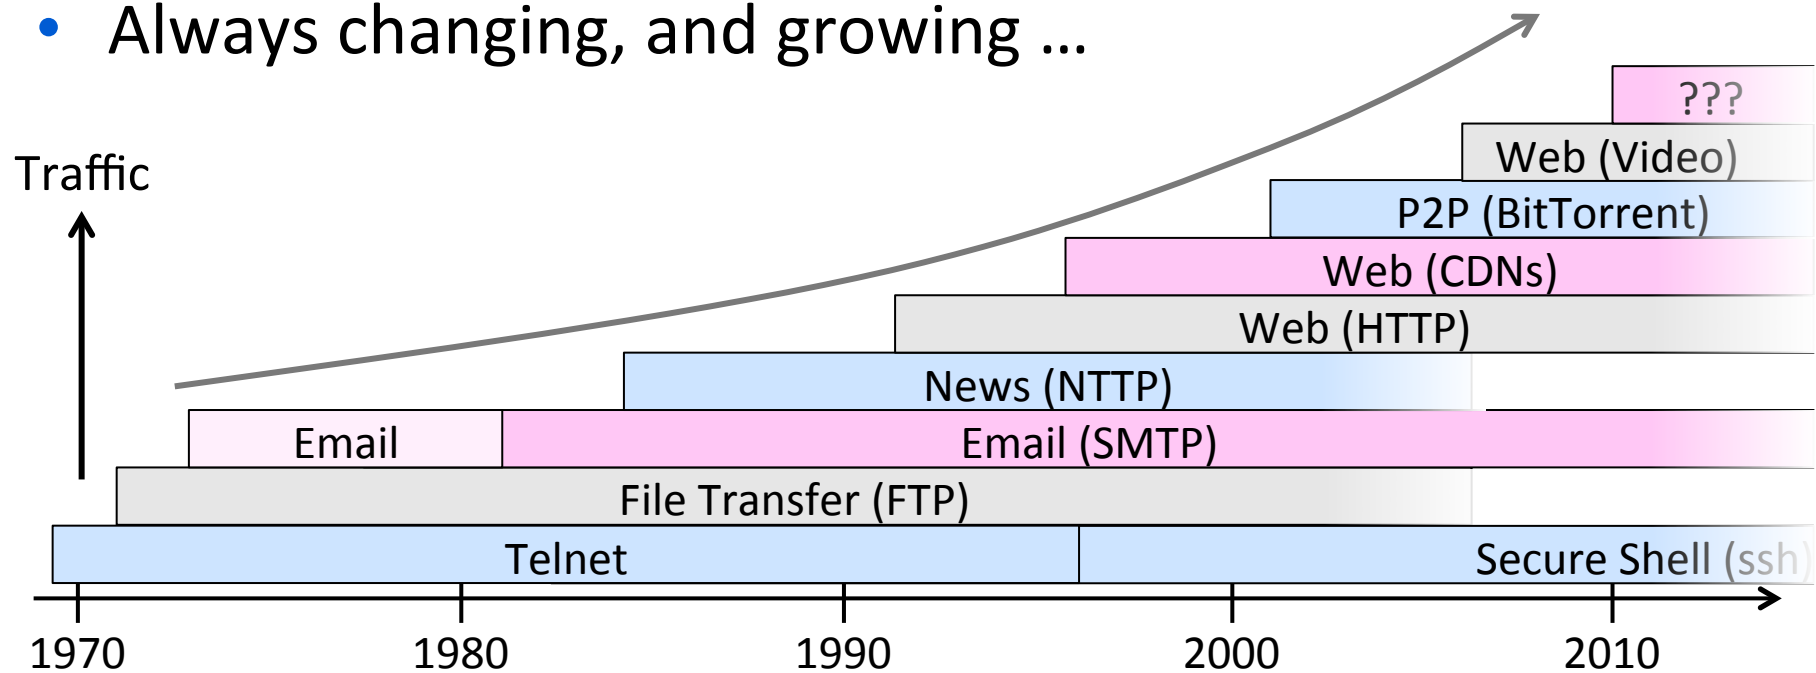 • Always changing, and growing ...
Traffic
???
Web (Video)
P2P (BitTorrent)
Web (CDNs)
Web (HTTP)
News (NTTP)
Email Email (SMTP)
File Transfer (FTP)
Telnet Secure Shell (ssh)
1970 1980 1990 2000 2010